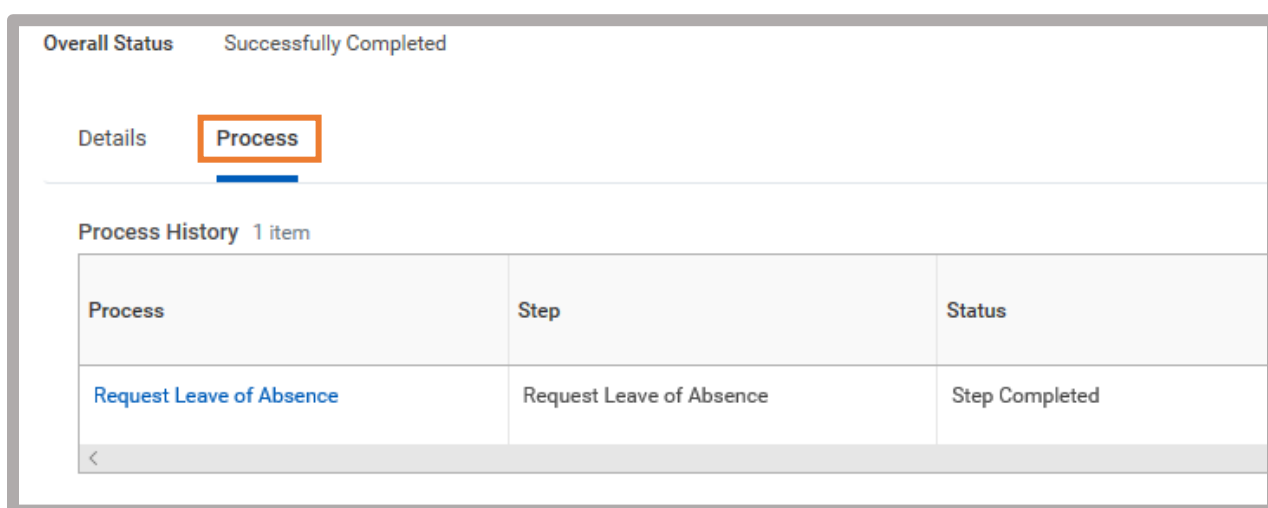 Overall Status Successfully Completed
Details Process
Process History 1 item
Process Step Status
Request Leave of Absence Request Leave of Absence Step Completed